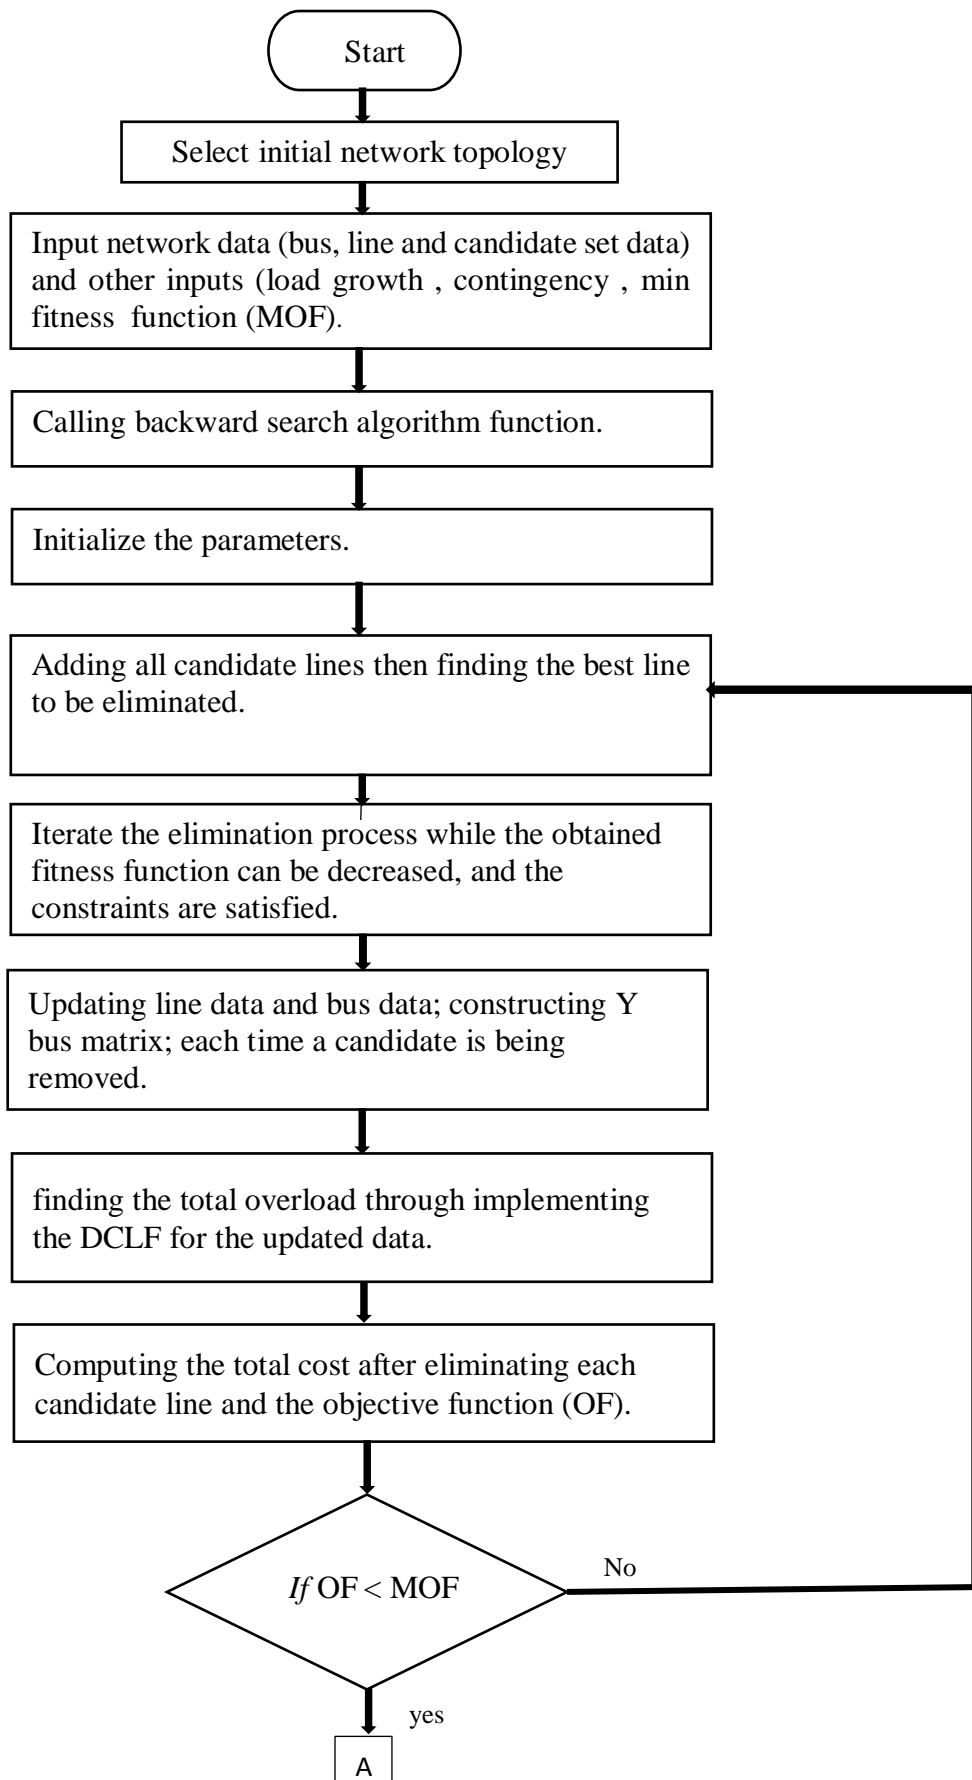 Start
Select initial network topology
Input network data (bus, line and candidate set data)
and other inputs (load growth , contingency , min
fitness function (MOF).
Calling backward search algorithm function.
Initialize the parameters.
Adding all candidate lines then finding the best line
to be eliminated.
Iterate the elimination process while the obtained
fitness function can be decreased, and the
constraints are satisfied.
Updating line data and bus data; constructing Y
bus matrix; each time a candidate is being
removed.
finding the total overload through implementing
the DCLF for the updated data.
Computing the total cost after eliminating each
candidate line and the objective function (OF).
If OF < MOF
No
yes
A